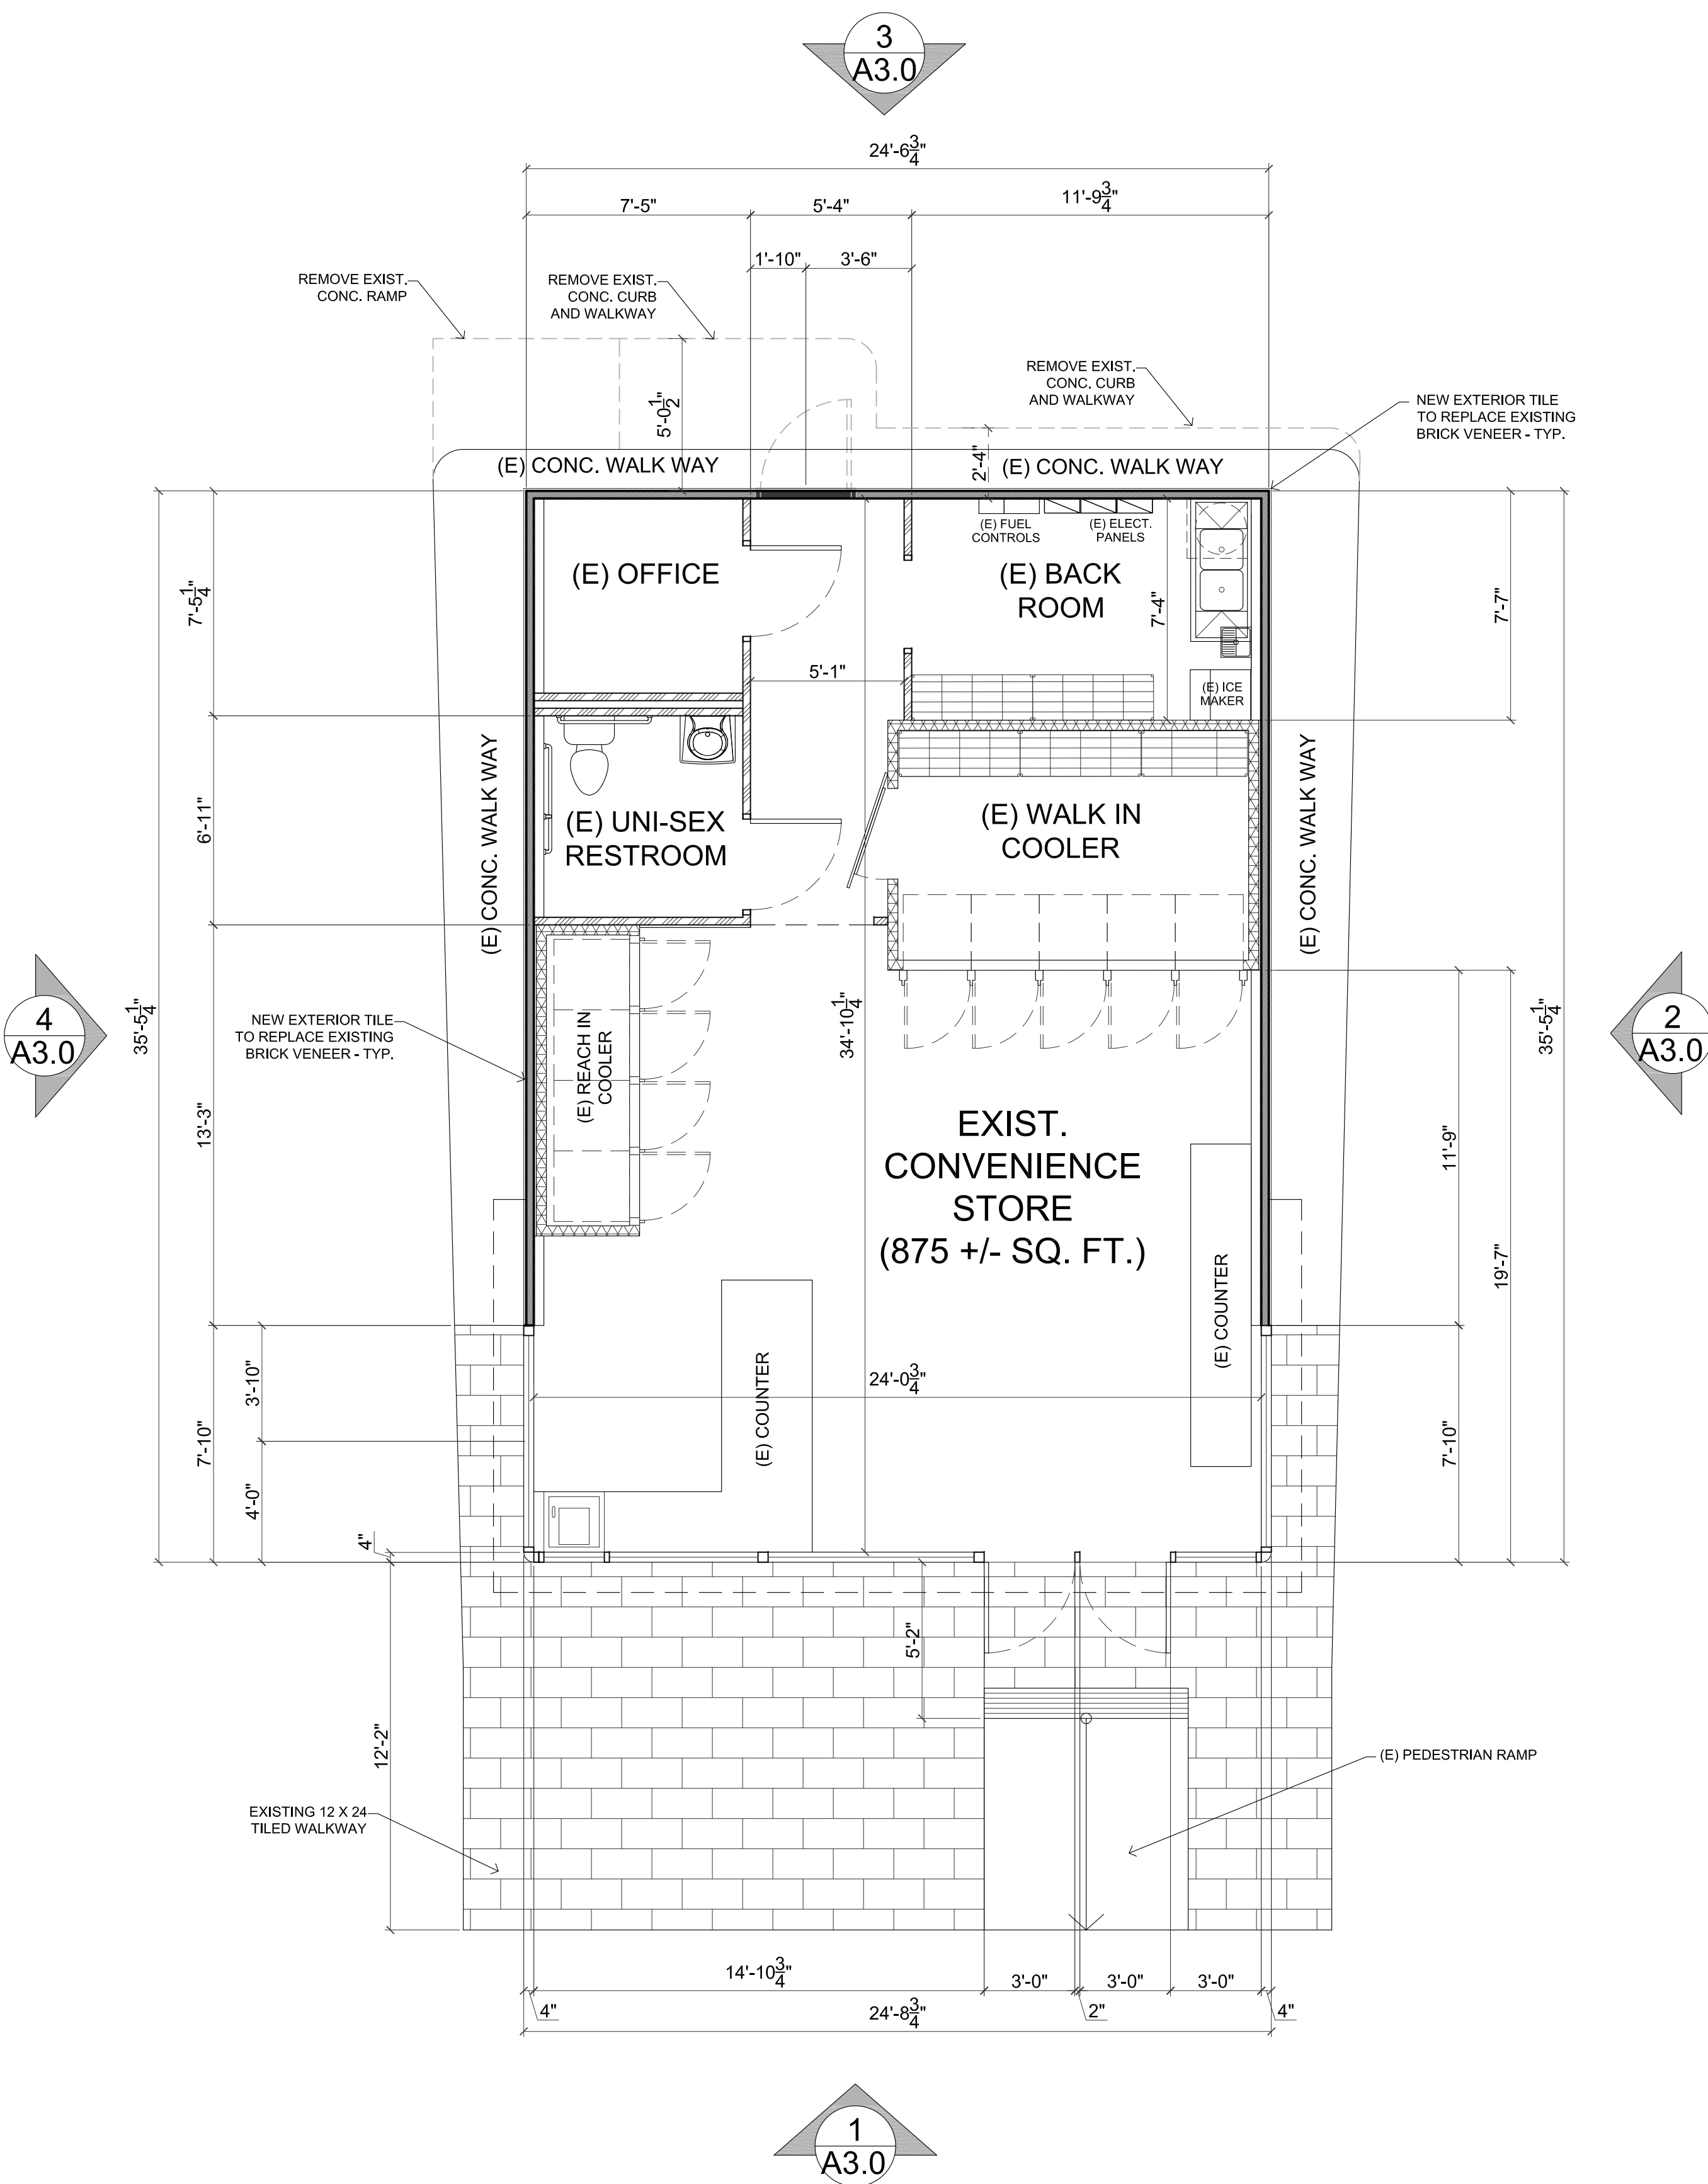 3
A3.0
24'-6 3/4"
7'-5"
5'-4"
11'-9 3/4"
1'-10"
3'-6"
REMOVE EXIST.
CONC. RAMP
REMOVE EXIST.
CONC. CURB
AND WALKWAY
REMOVE EXIST.
CONC. CURB
AND WALKWAY
NEW EXTERIOR TILE
TO REPLACE EXISTING
BRICK VENEER - TYP.
5'-0 1/2"
2'-4"
(E) CONC. WALK WAY
(E) CONC. WALK WAY
(E) FUEL
CONTROLS
(E) ELECT.
PANELS
(E) OFFICE
(E) BACK
ROOM
7'-5 1/4"
7'-4"
7'-7"
5'-1"
(E) ICE
MAKER
(E) CONC. WALK WAY
(E) CONC. WALK WAY
6'-11"
(E) UNI-SEX
RESTROOM
(E) WALK IN
COOLER
4
A3.0
35'-5 1/4"
NEW EXTERIOR TILE
TO REPLACE EXISTING
BRICK VENEER - TYP.
(E) REACH IN
COOLER
34'-10 1/4"
35'-5 1/4"
2
A3.0
13'-3"
EXIST.
CONVENIENCE
STORE
(875 +/- SQ. FT.)
11'-9"
19'-7"
(E) COUNTER
(E) COUNTER
24'-0 3/4"
3'-10"
7'-10"
4'-0"
7'-10"
4"
5'-2"
12'-2"
(E) PEDESTRIAN RAMP
EXISTING 12 X 24
TILED WALKWAY
14'-10 3/4"
3'-0"
3'-0"
3'-0"
4"
24'-8 3/4"
2"
4"
1
A3.0